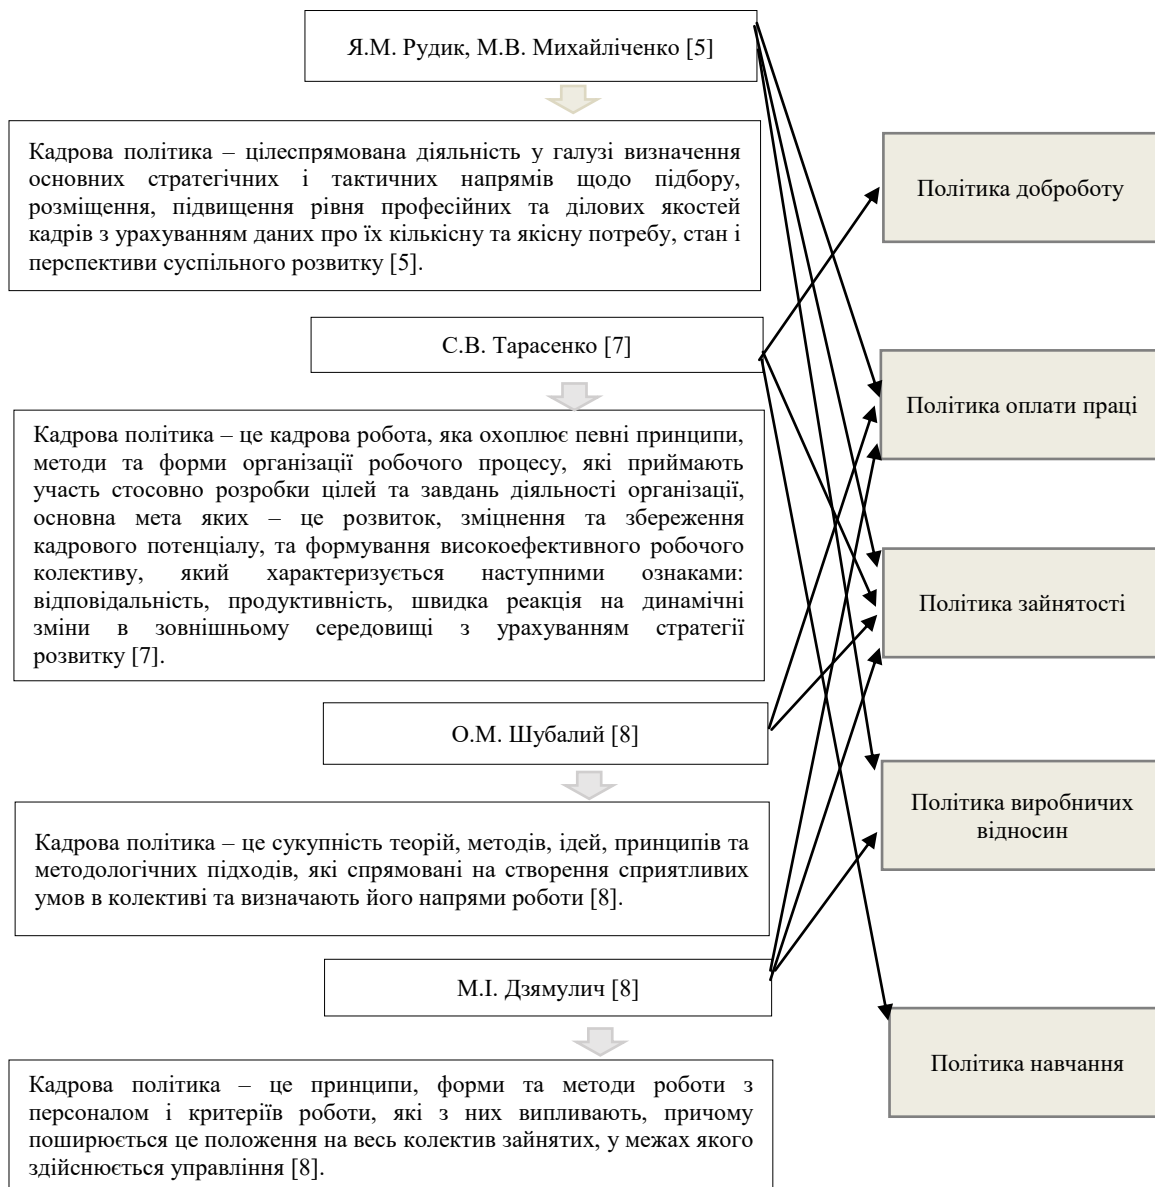 Я.М. Рудик, М.В. Михайліченко [5]
Кадрова політика – цілеспрямована діяльність у галузі визначення
основних стратегічних і тактичних напрямів щодо підбору,
розміщення, підвищення рівня професійних та ділових якостей
кадрів з урахуванням даних про їх кількісну та якісну потребу, стан і
перспективи суспільного розвитку [5].
С.В. Тарасенко [7]
Кадрова політика – це кадрова робота, яка охоплює певні принципи,
методи та форми організації робочого процесу, які приймають
участь стосовно розробки цілей та завдань діяльності організації,
основна мета яких – це розвиток, зміцнення та збереження
кадрового потенціалу, та формування високоефективного робочого
колективу, який характеризується наступними ознаками:
відповідальність, продуктивність, швидка реакція на динамічні
зміни в зовнішньому середовищі з урахуванням стратегії
розвитку [7].
О.М. Шубалий [8]
Кадрова політика – це сукупність теорій, методів, ідей, принципів та
методологічних підходів, які спрямовані на створення сприятливих
умов в колективі та визначають його напрями роботи [8].
М.І. Дзямулич [8]
Кадрова політика – це принципи, форми та методи роботи з
персоналом і критеріїв роботи, які з них випливають, причому
поширюється це положення на весь колектив зайнятих, у межах якого
здійснюється управління [8].
Політика доброботу
Політика оплати праці
Політика зайнятості
Політика виробничих
відносин
Політика навчання